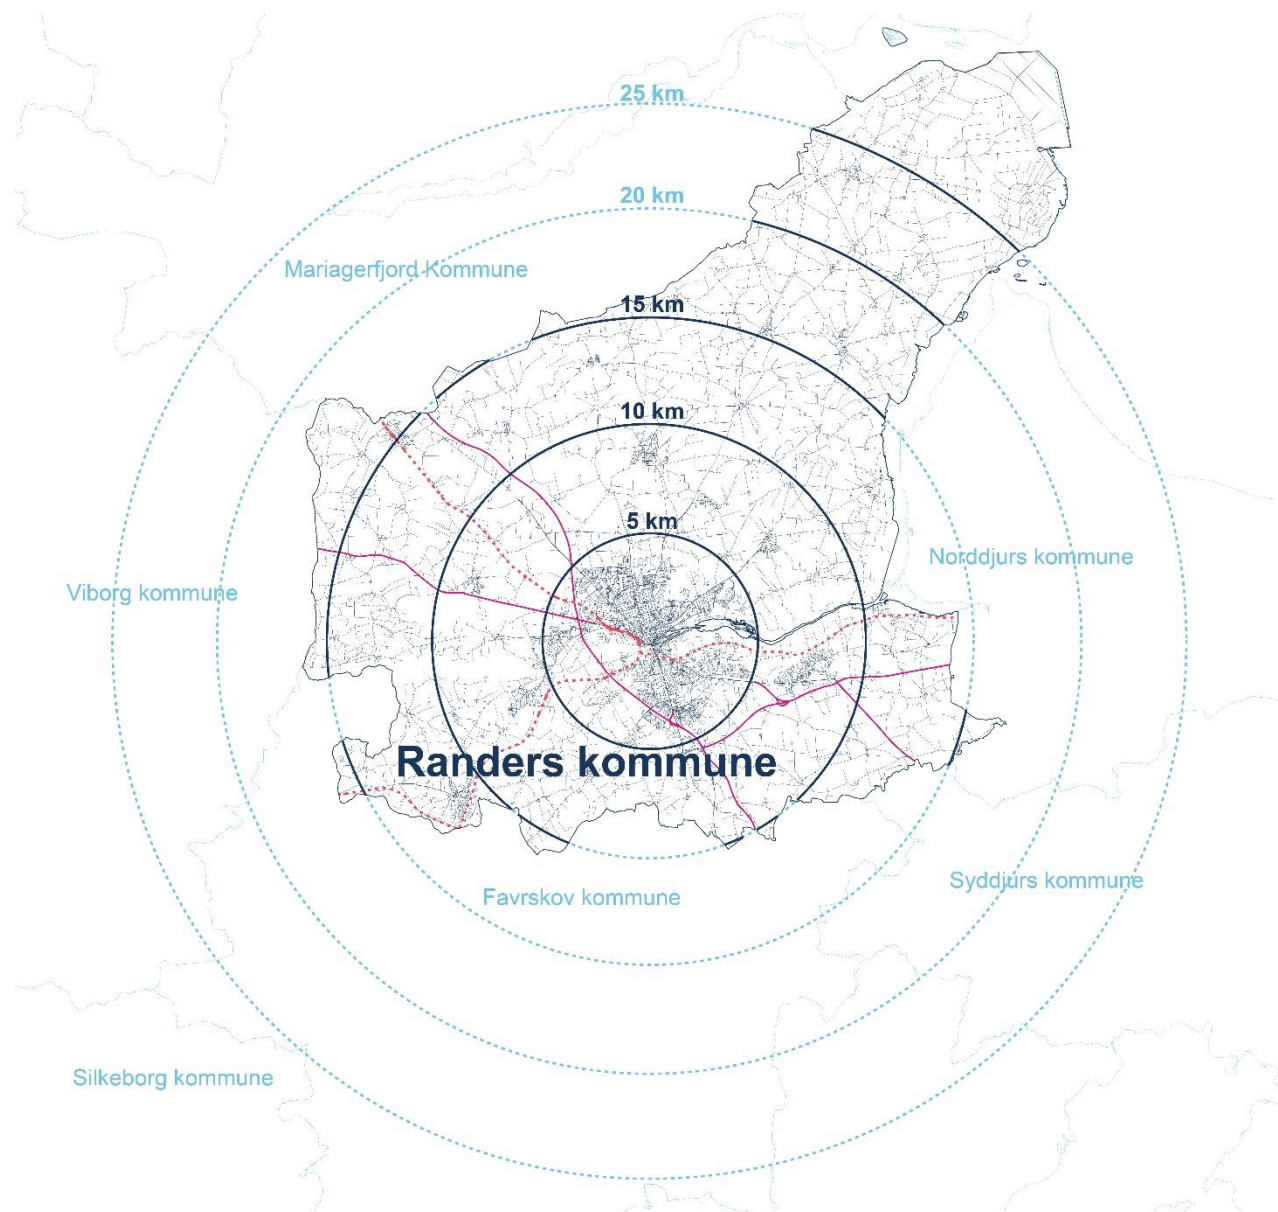 25 km
20 km
Mariagerfjord Kommune
15 km
10 km
5 km
Norddjurs kommune
Viborg kommune
Randers kommune
Syddjurs kommune
Favrskov kommune
Silkeborg kommune